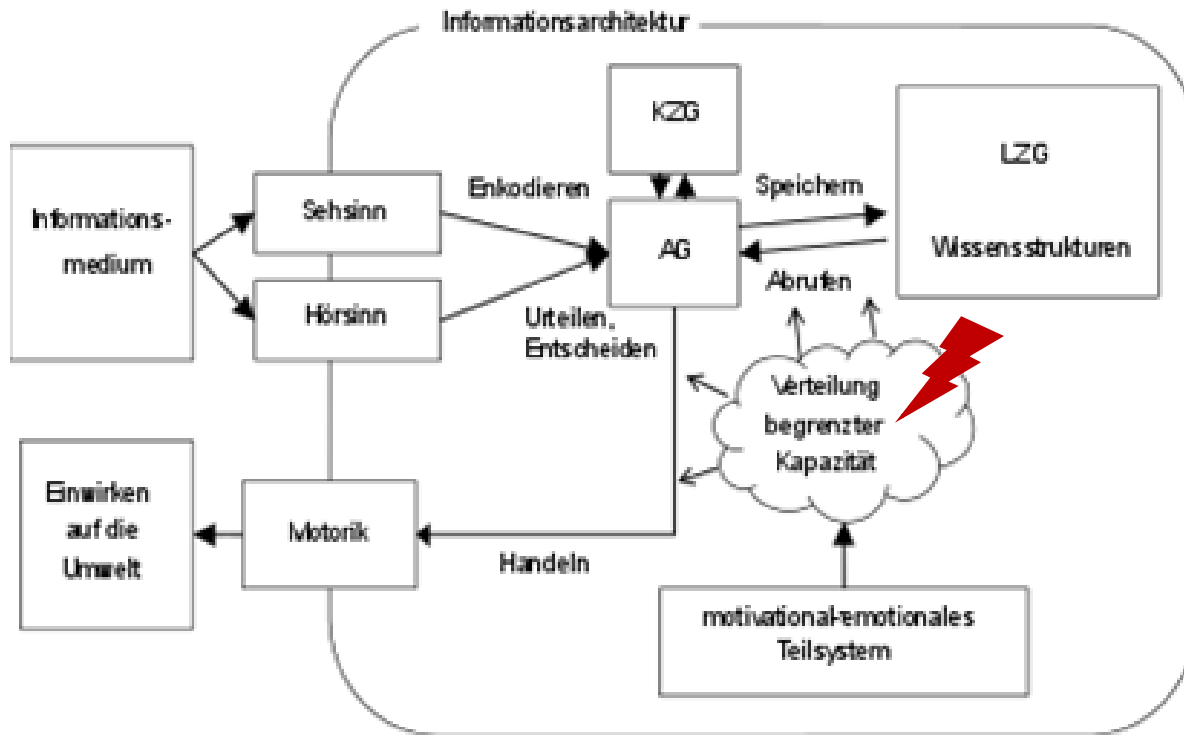 Informationsarchitektur
KZG
LZG
Wissensstrukturen
Informations-
medium
Sehsinn
Hörsinn
Enkodieren
AG
Speichern
Abrufen
Urteilen,
Entscheiden
Verteilung
begrenzter
Kapazität
Einwirken
auf die
Umwelt
Motorik
Handeln
motivational-emotionales
Teilsystem